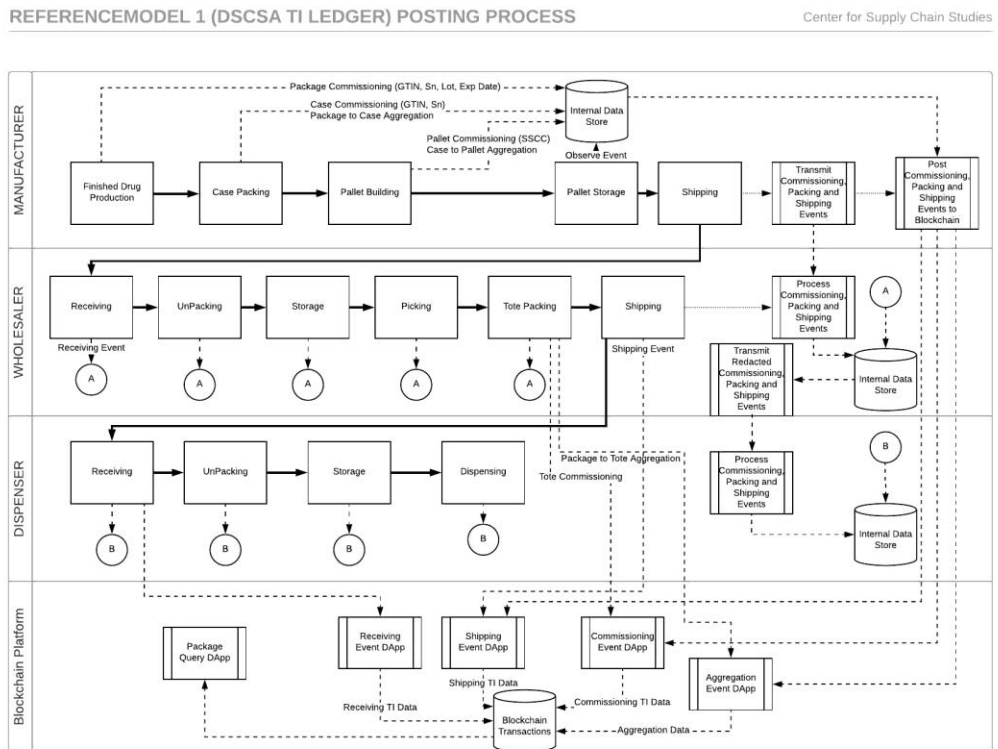 REFERENCEMODEL 1 (DSCSA TI LEDGER) POSTING PROCESS
Center for Supply Chain Studies
MANUFACTURER
Package Commissioning (GTIN, Sn, Lot, Exp Date)
Case Commissioning (GTIN, Sn)
Package to Case Aggregation
Pallet Commissioning (SSCC)
Case to Pallet Aggregation
Internal Data
Store
Observe Event
Finished Drug
Production
Case Packing
Pallet Building
Pallet Storage
Shipping
Transmit
Commissioning,
Packing and
Shipping
Events
Post
Commissioning,
Packing and
Shipping
Events to
Blockchain
WHOLESALER
Receiving
UnPacking
Storage
Picking
Tote Packing
Shipping
Process
Commissioning,
Packing and
Shipping
Events
A
Receiving Event
Shipping Event
A
A
A
A
A
Transmit
Redacted
Commissioning,
Packing and
Shipping
Events
Internal Data
Store
DISPENSER
Receiving
UnPacking
Storage
Dispensing
Package to Tote Aggregation
Tote Commissioning
Process
Commissioning,
Packing and
Shipping
Events
B
B
B
B
B
Internal Data
Store
Blockchain Platform
Package
Query DApp
Receiving
Event DApp
Shipping
Event DApp
Commissioning
Event DApp
Aggregation
Event DApp
Shipping TI Data
Receiving TI Data
Commissioning TI Data
Blockchain
Transactions
Aggregation Data